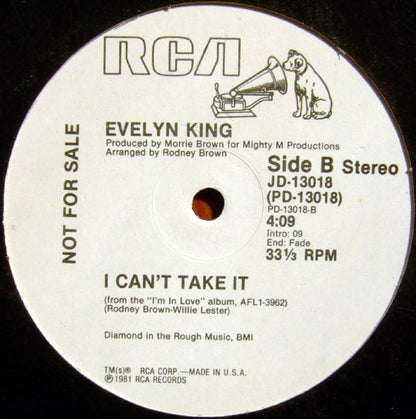 RCA
NOT FOR SALE
EVELYN KING
Produced by Morrie Brown for Mighty M Productions
Arranged by Rodney Brown
Side B Stereo
JD-13018
(PD-13018)
PD-13018-B
4:09
Intro: 09
End: Fade
33⅓ RPM
I CAN'T TAKE IT
(from the "I'm In Love" album, AFL1-3962)
(Rodney Brown-Willie Lester)
Diamond in the Rough Music, BMI
TM(s)® RCA CORP.—MADE IN U.S.A.
℗1981 RCA RECORDS